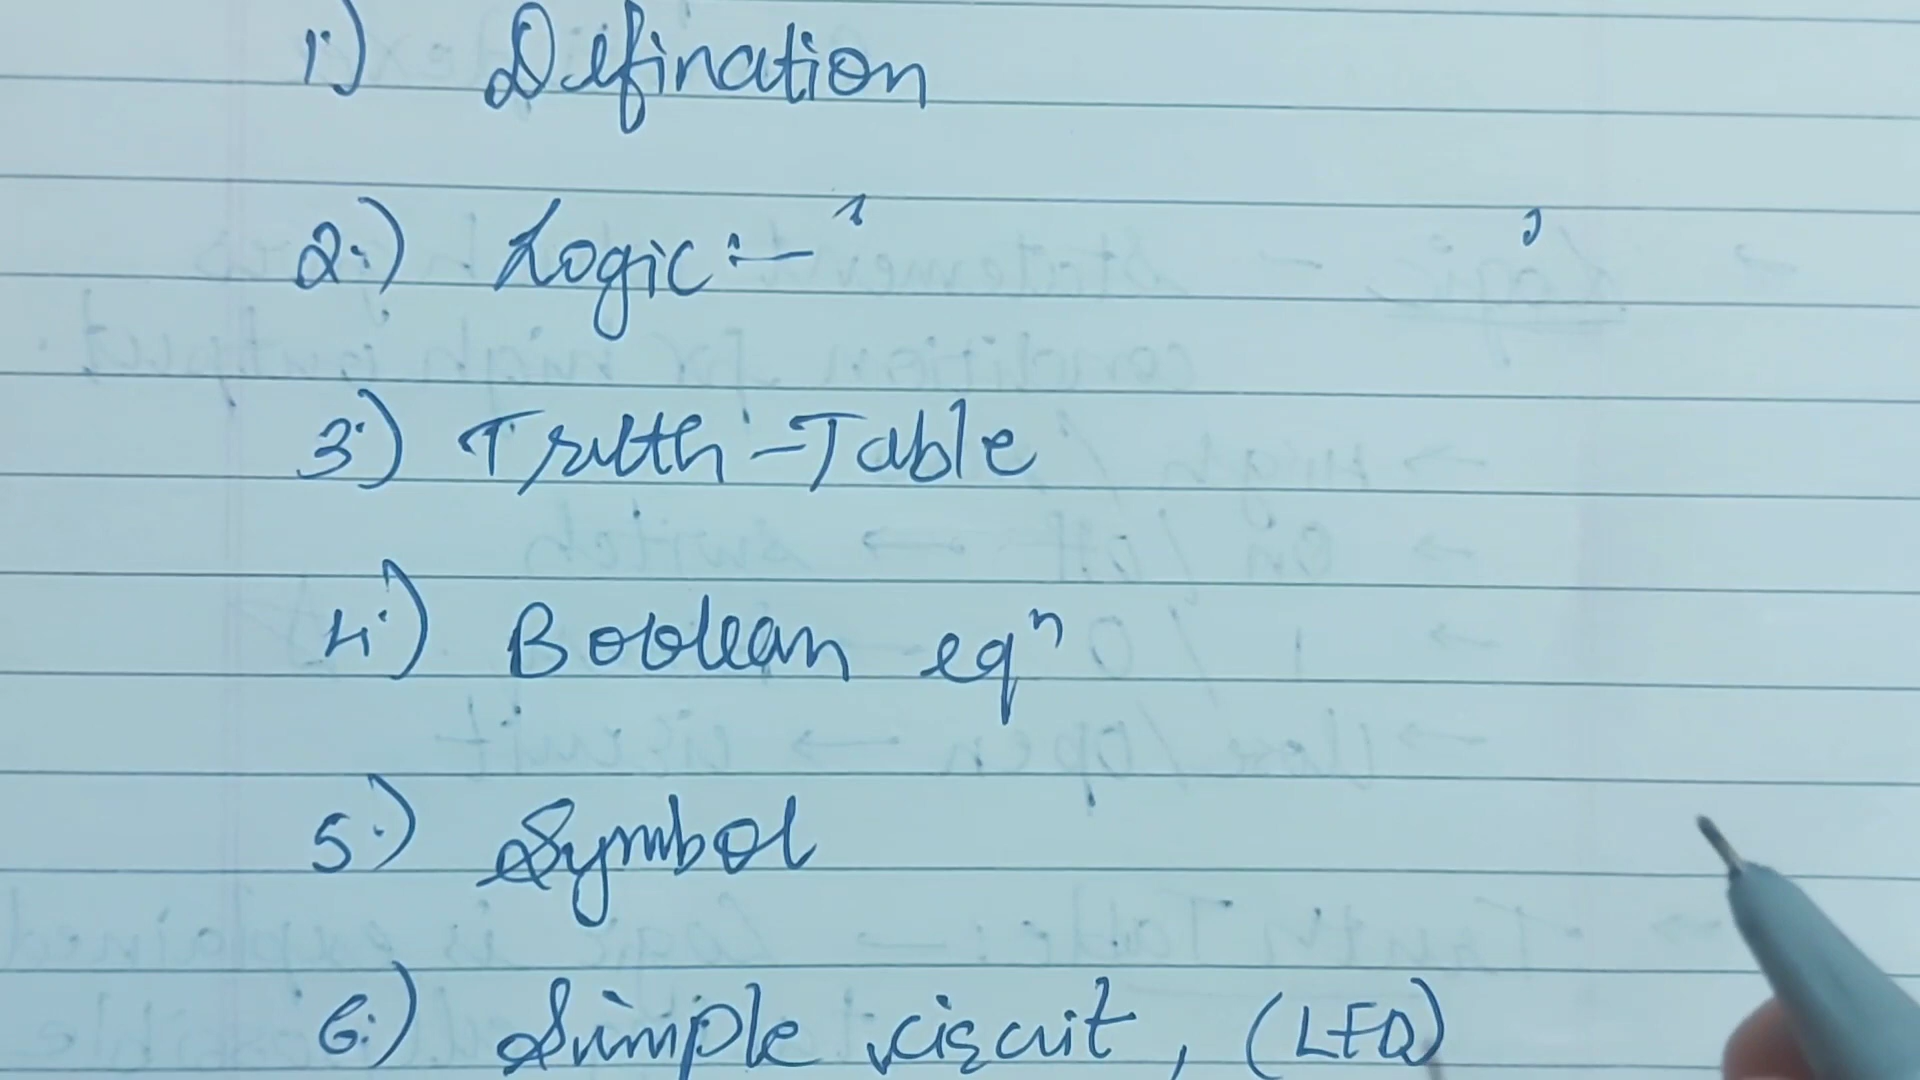 1.) Defination
2.) Logic :- " "
3.) Truth-Table
4.) Boolean eqⁿ
5.) Symbol
6.) Simple circuit, (LED)